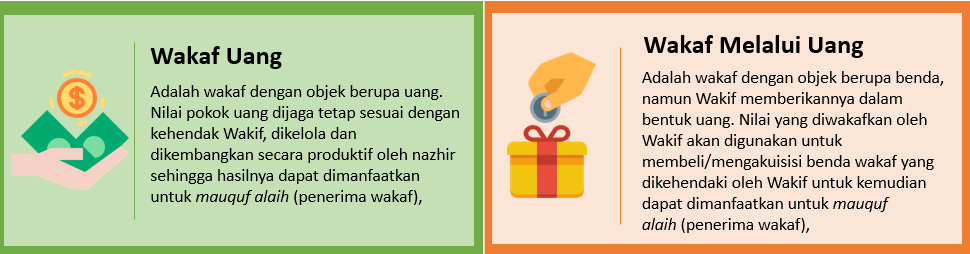 Wakaf Uang
Adalah wakaf dengan objek berupa uang.
Nilai pokok uang dijaga tetap sesuai dengan
kehendak Wakif, dikelola dan
dikembangkan secara produktif oleh nazhir
sehingga hasilnya dapat dimanfaatkan
untuk mauquf alaih (penerima wakaf),
Wakaf Melalui Uang
Adalah wakaf dengan objek berupa benda,
namun Wakif memberikannya dalam
bentuk uang. Nilai yang diwakafkan oleh
Wakif akan digunakan untuk
membeli/mengakuisisi benda wakaf yang
dikehendaki oleh Wakif untuk kemudian
dapat dimanfaatkan untuk mauquf
alaih (penerima wakaf),